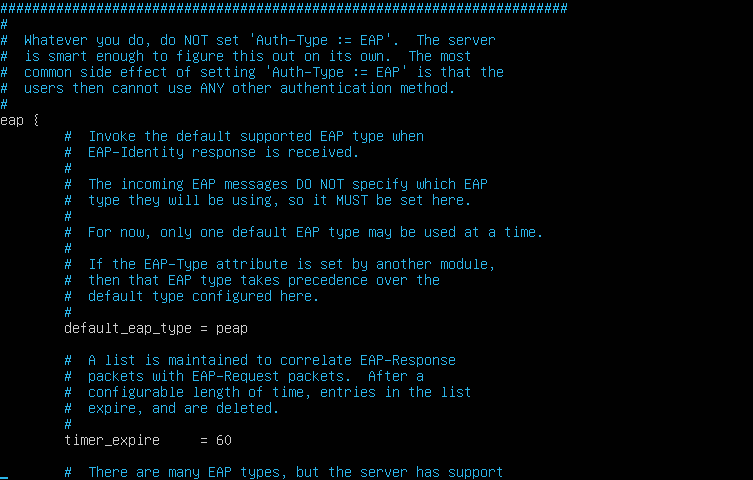 #######################################################################
#
#  Whatever you do, do NOT set 'Auth-Type := EAP'.  The server
#  is smart enough to figure this out on its own.  The most
#  common side effect of setting 'Auth-Type := EAP' is that the
#  users then cannot use ANY other authentication method.
#
eap {
        #  Invoke the default supported EAP type when
        #  EAP-Identity response is received.
        #
        #  The incoming EAP messages DO NOT specify which EAP
        #  type they will be using, so it MUST be set here.
        #
        #  For now, only one default EAP type may be used at a time.
        #
        #  If the EAP-Type attribute is set by another module,
        #  then that EAP type takes precedence over the
        #  default type configured here.
        #
        default_eap_type = peap

        #  A list is maintained to correlate EAP-Response
        #  packets with EAP-Request packets.  After a
        #  configurable length of time, entries in the list
        #  expire, and are deleted.
        #
        timer_expire     = 60

        #  There are many EAP types, but the server has support